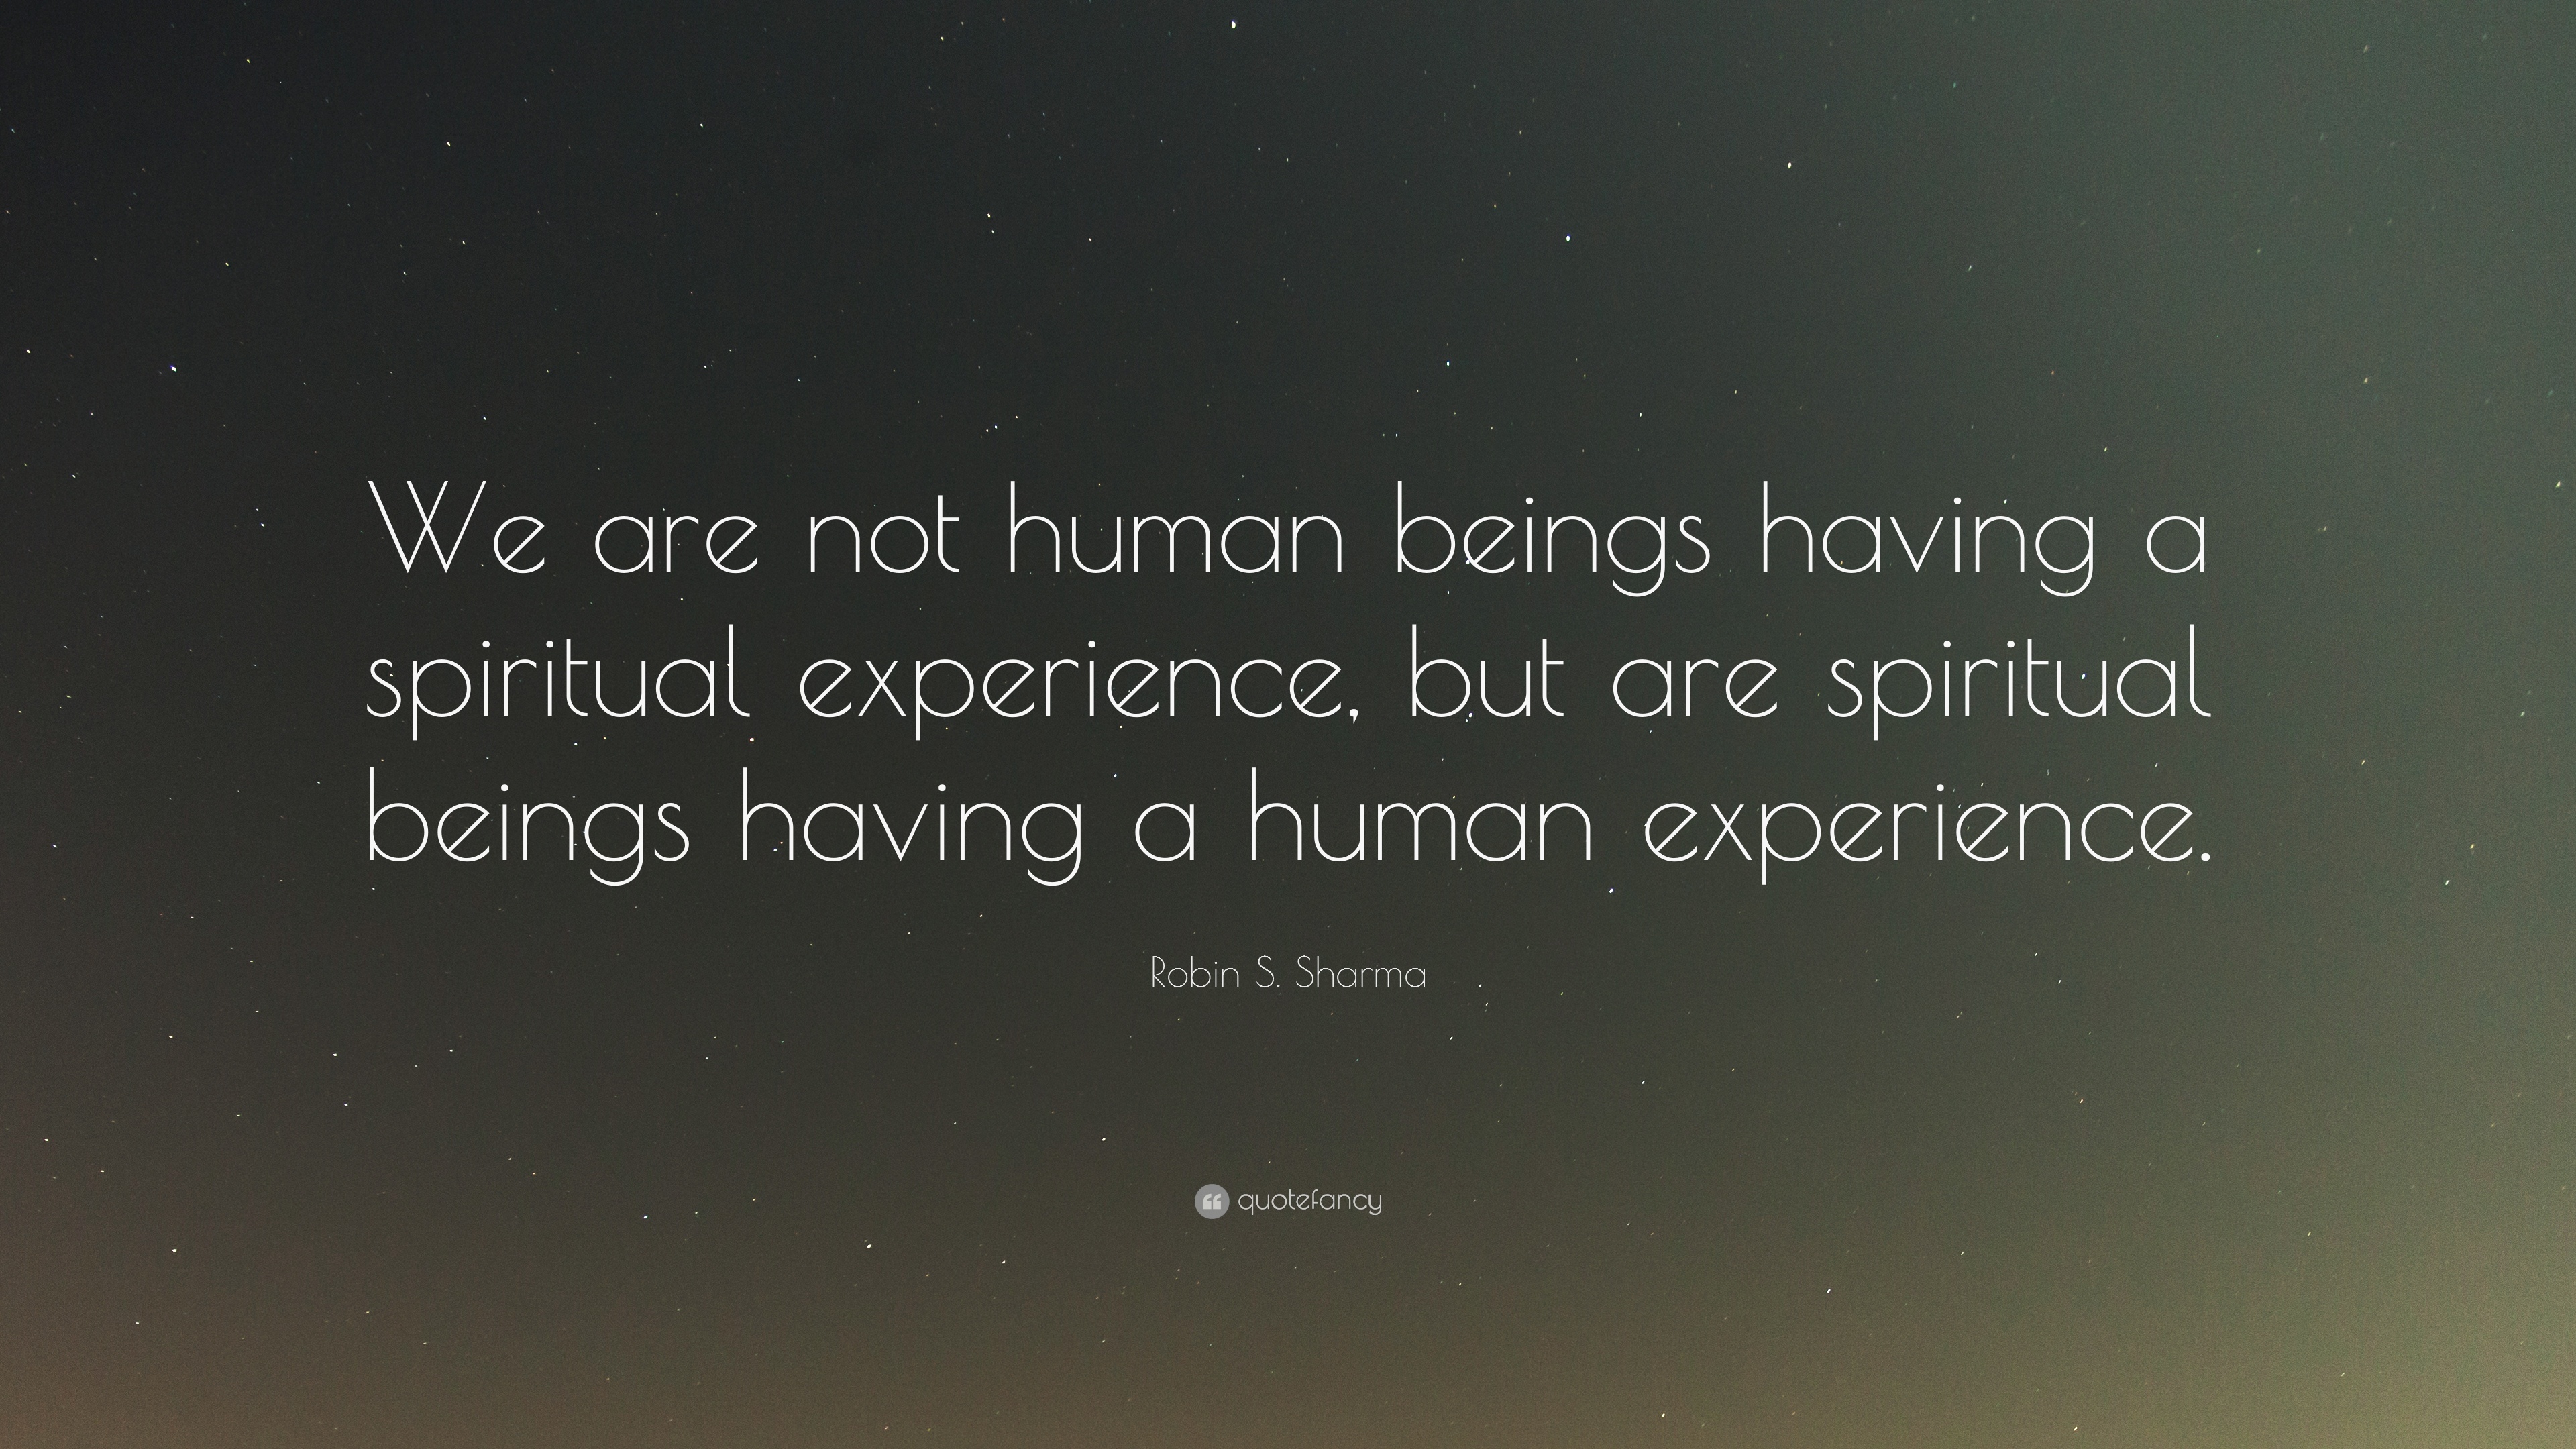 We are not human beings having a
spiritual experience, but are spiritual
beings having a human experience.
Robin S. Sharma
quotefancy